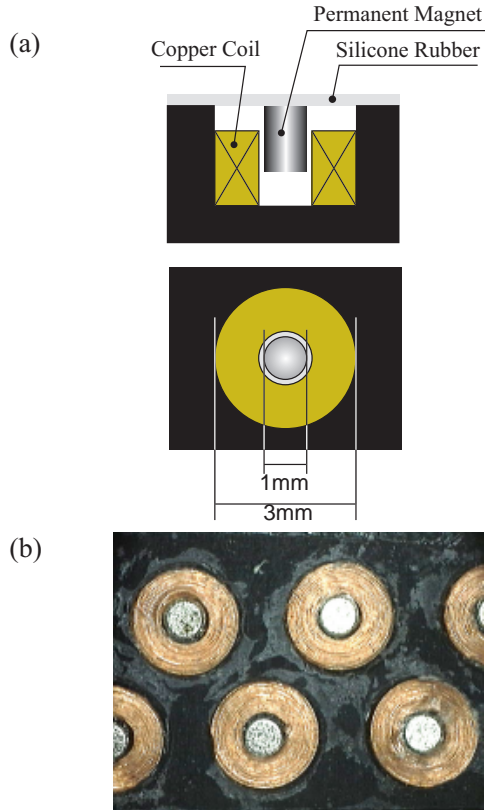 Permanent Magnet
(a)
Copper Coil
Silicone Rubber
1mm
3mm
(b)